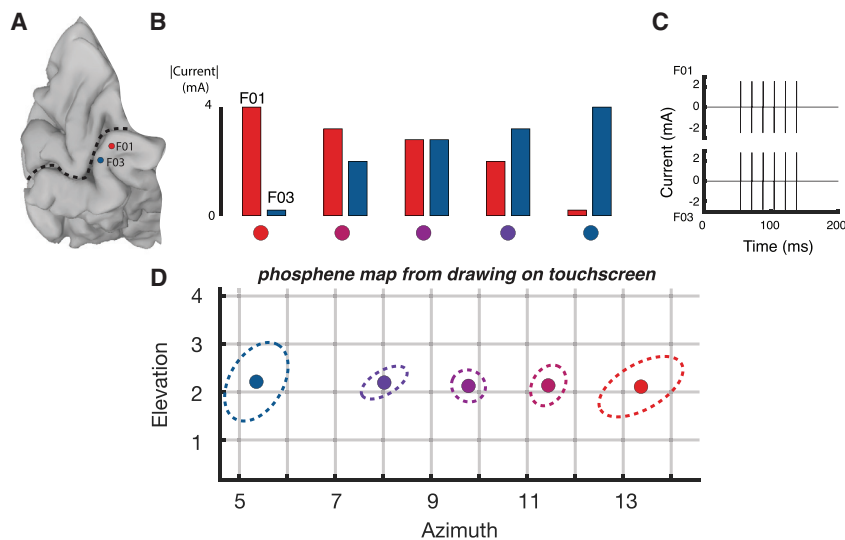 A
B
C
F01
F03
|Current|
(mA)
4
0
F01
F03
F01
2
0
-2
Current (mA)
2
0
-2
F03
0
100
200
Time (ms)
D
phosphene map from drawing on touchscreen
4
3
2
1
Elevation
5
7
9
11
13
Azimuth